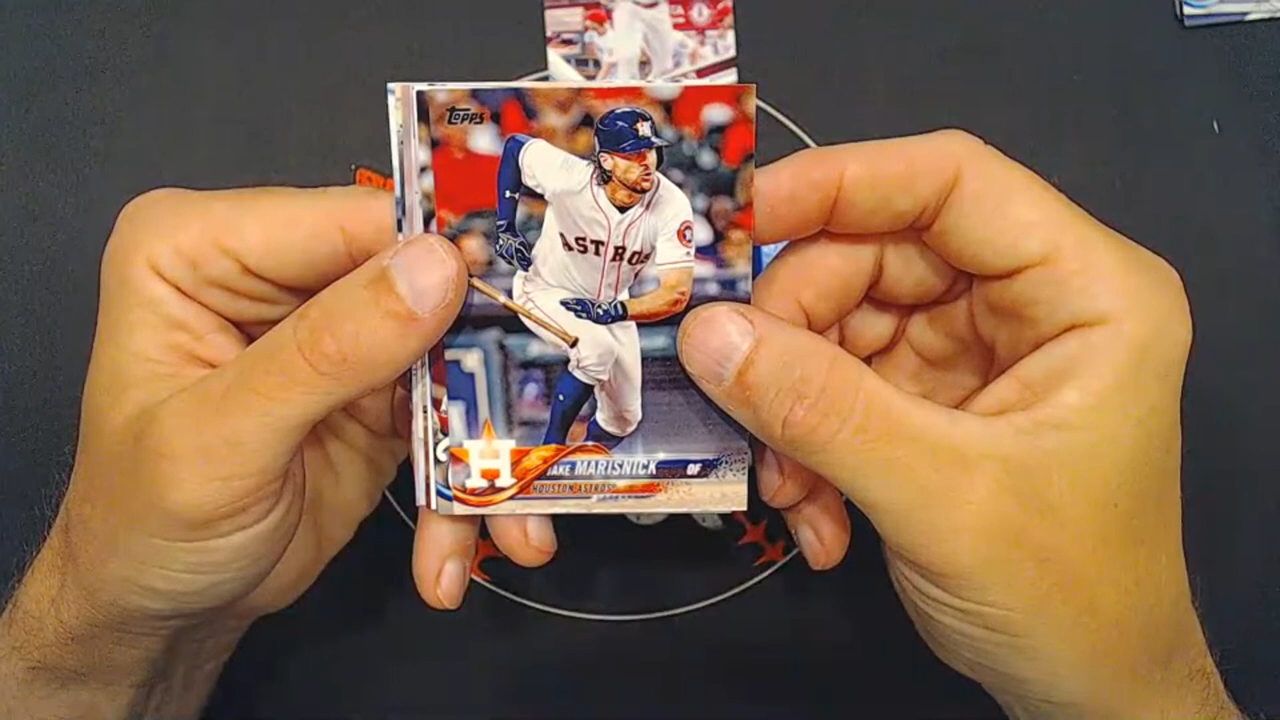 Topps
ASTROS
H
JAKE MARISNICK OF
HOUSTON ASTROS